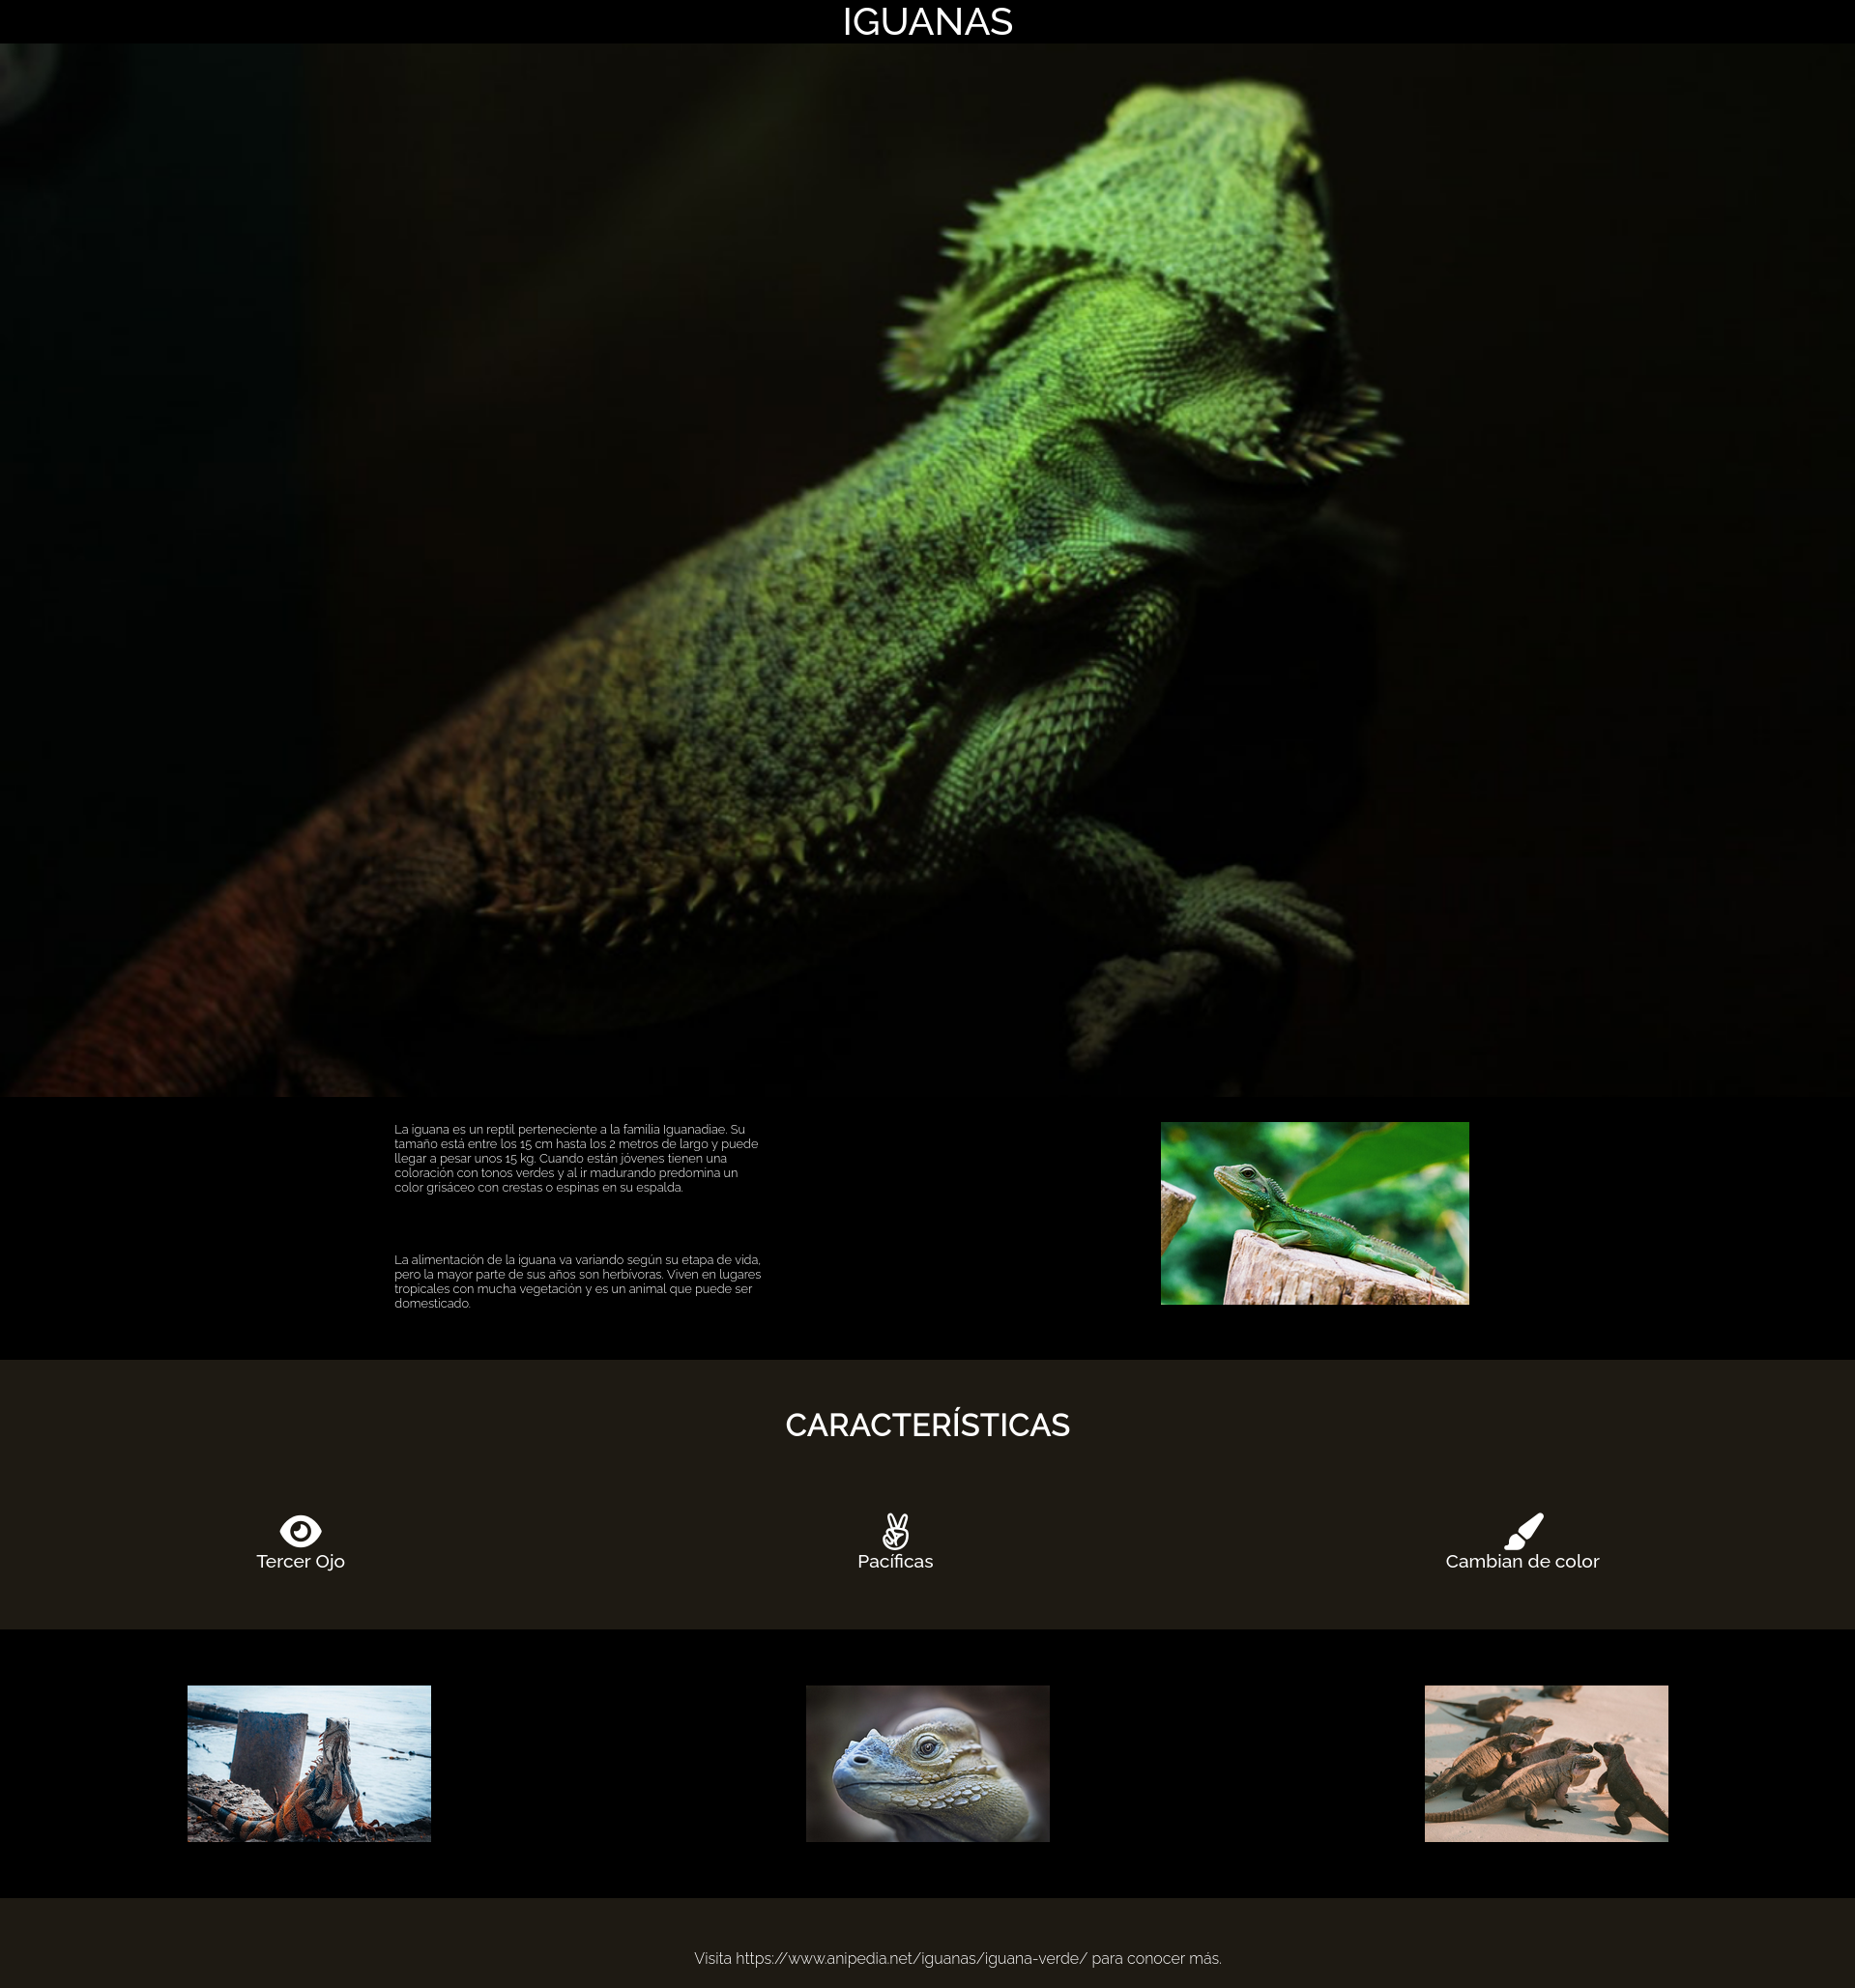 IGUANAS
La iguana es un reptil perteneciente a la familia Iguanadiae. Su
tamaño está entre los 15 cm hasta los 2 metros de largo y puede
llegar a pesar unos 15 kg. Cuando están jóvenes tienen una
coloración con tonos verdes y al ir madurando predomina un
color grisáceo con crestas o espinas en su espalda.
La alimentación de la iguana va variando según su etapa de vida,
pero la mayor parte de sus años son herbívoras. Viven en lugares
tropicales con mucha vegetación y es un animal que puede ser
domesticado.
CARACTERÍSTICAS
Tercer Ojo
Pacíficas
Cambian de color
Visita https://www.anipedia.net/iguanas/iguana-verde/ para conocer más.